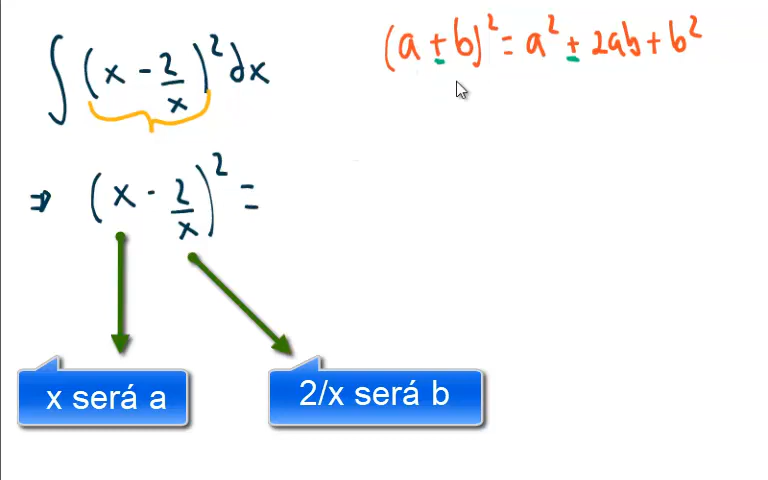 ∫(x - 2/x)² dx
(a ± b)² = a² ± 2ab + b²
⇒ (x - 2/x)² =
x será a
2/x será b